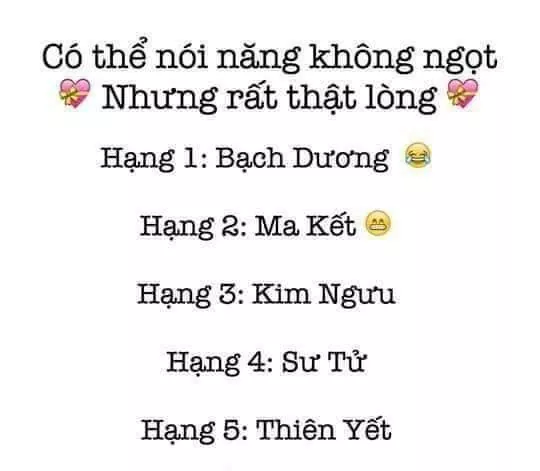 Có thể nói năng không ngọt
💝 Nhưng rất thật lòng 💝
Hạng 1: Bạch Dương 😂
Hạng 2: Ma Kết 😁
Hạng 3: Kim Ngưu
Hạng 4: Sư Tử
Hạng 5: Thiên Yết